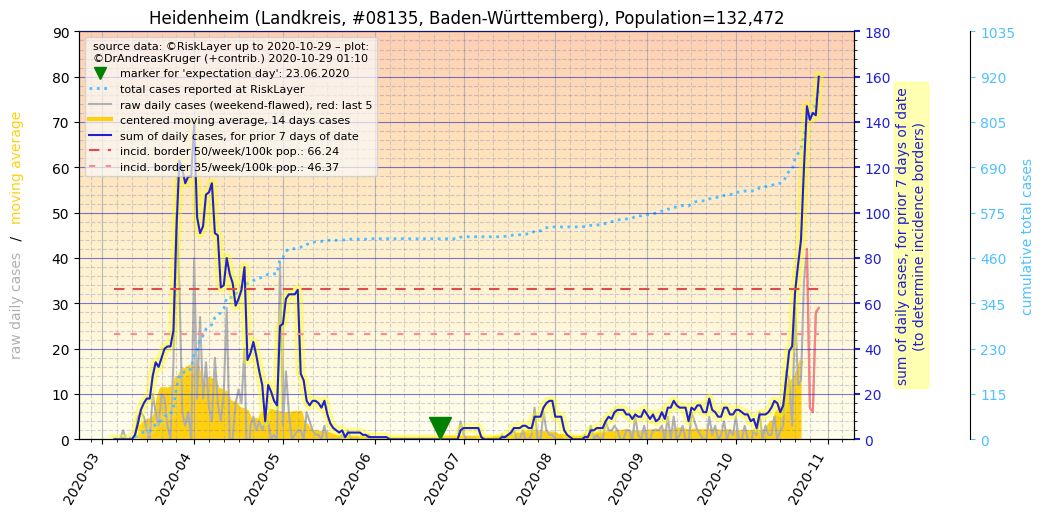 Heidenheim (Landkreis, #08135, Baden-Württemberg), Population=132,472
source data: ©RiskLayer up to 2020-10-29 – plot:
©DrAndreasKruger (+contrib.) 2020-10-29 01:10
marker for 'expectation day': 23.06.2020
total cases reported at RiskLayer
raw daily cases (weekend-flawed), red: last 5
centered moving average, 14 days cases
sum of daily cases, for prior 7 days of date
incid. border 50/week/100k pop.: 66.24
incid. border 35/week/100k pop.: 46.37
raw daily cases / moving average
90
80
70
60
50
40
30
20
10
0
2020-03
2020-04
2020-05
2020-06
2020-07
2020-08
2020-09
2020-10
2020-11
180
160
140
120
100
80
60
40
20
0
sum of daily cases, for prior 7 days of date
(to determine incidence borders)
1035
920
805
690
575
460
345
230
115
0
cumulative total cases